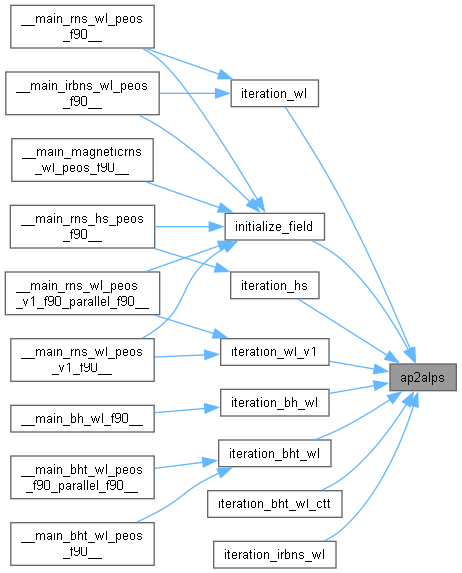 __main_rns_wl_peos
_f90__
__main_irbns_wl_peos
_f90__
__main_magneticrns
_wl_peos_f90__
__main_rns_hs_peos
_f90__
__main_rns_wl_peos
_v1_f90_parallel_f90__
__main_rns_wl_peos
_v1_f90__
__main_bh_wl_f90__
__main_bht_wl_peos
_f90_parallel_f90__
__main_bht_wl_peos
_f90__
iteration_wl
initialize_field
iteration_hs
iteration_wl_v1
iteration_bh_wl
iteration_bht_wl
iteration_bht_wl_ctt
iteration_irbns_wl
ap2alps